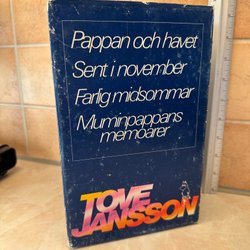 Pappan och havet
Sent i november
Farlig midsommar
Muminpappans
memoarer
TOVE
JANSSON